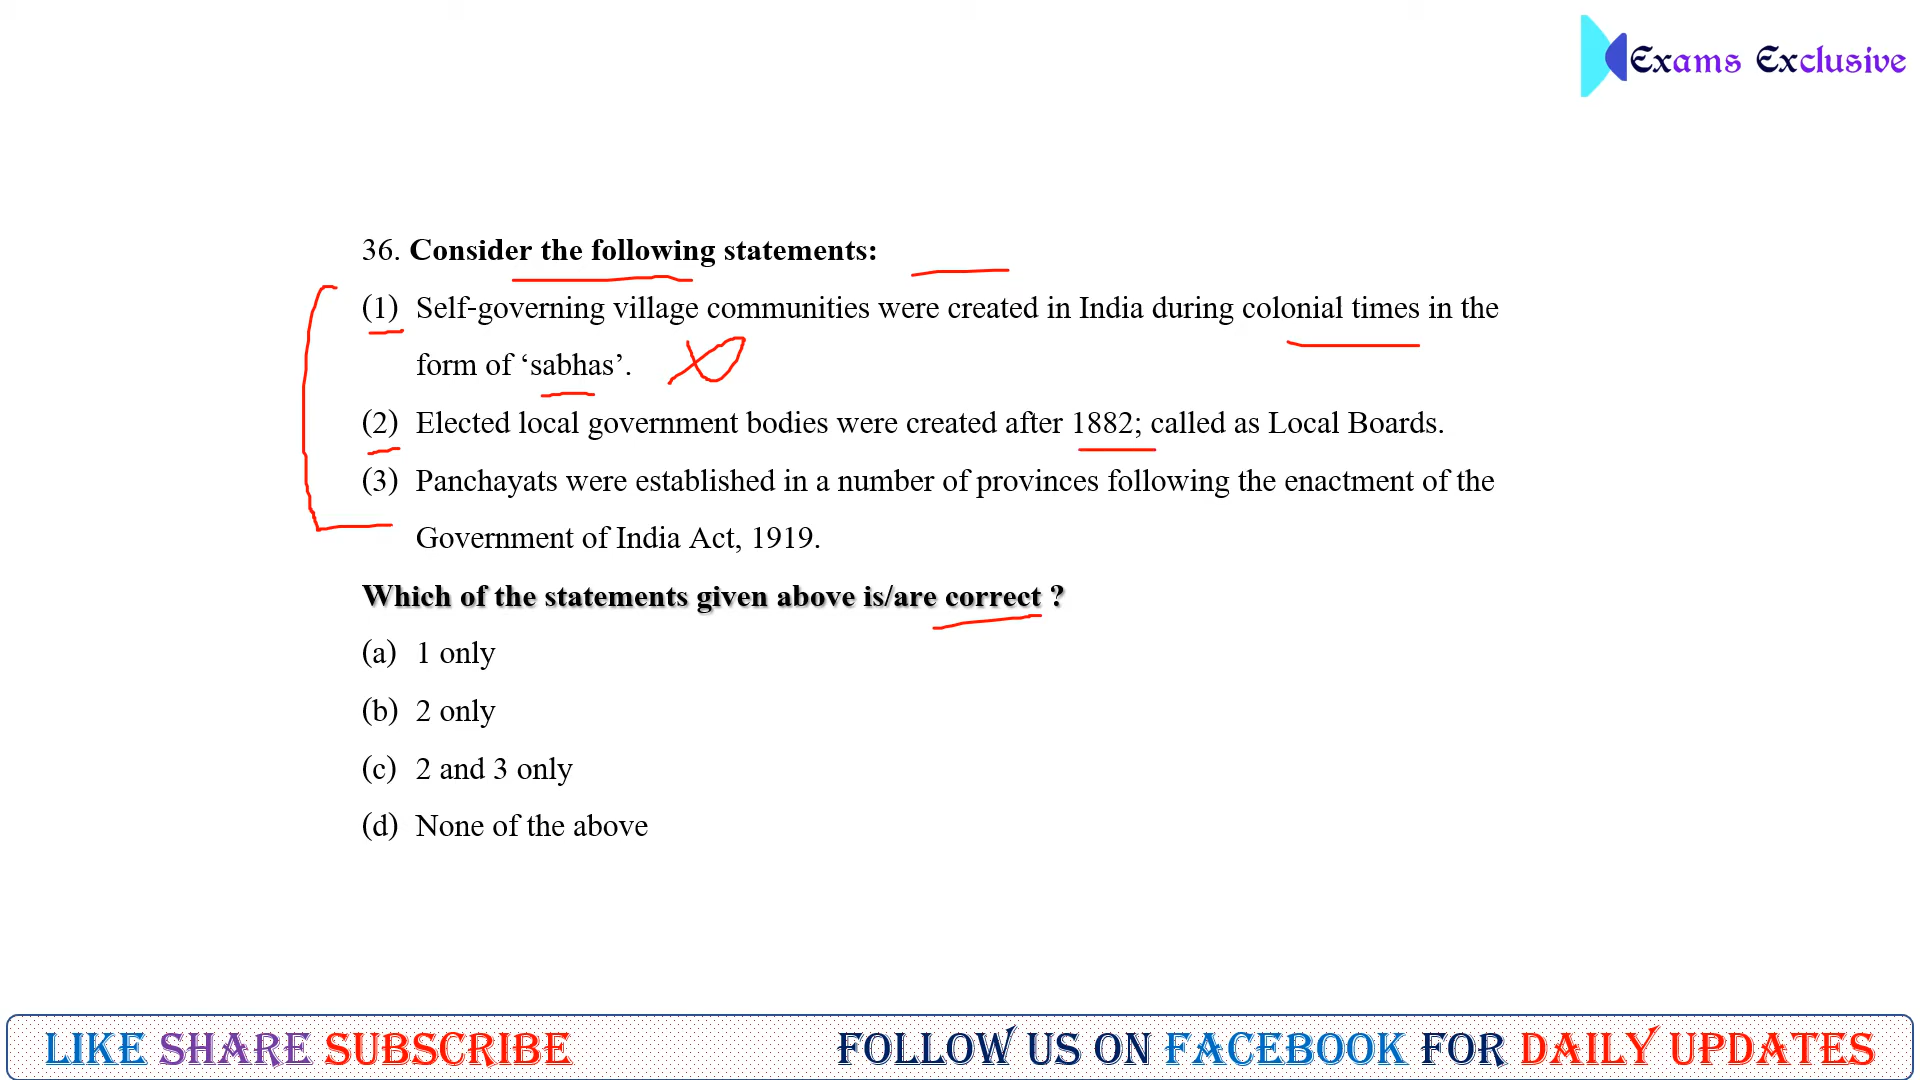 Exams Exclusive
36. Consider the following statements:
(1) Self-governing village communities were created in India during colonial times in the
form of ‘sabhas’.
(2) Elected local government bodies were created after 1882; called as Local Boards.
(3) Panchayats were established in a number of provinces following the enactment of the
Government of India Act, 1919.
Which of the statements given above is/are correct ?
(a) 1 only
(b) 2 only
(c) 2 and 3 only
(d) None of the above
LIKE SHARE SUBSCRIBE FOLLOW US ON FACEBOOK FOR DAILY UPDATES